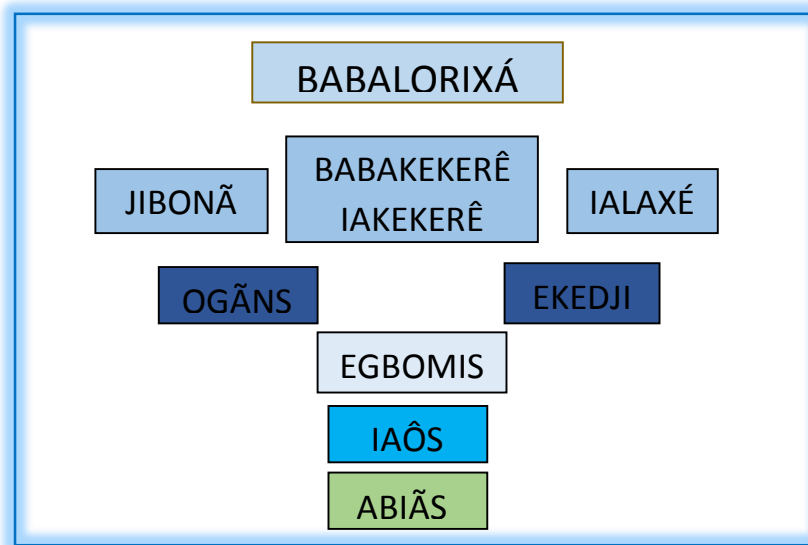 BABALORIXÁ
JIBONÃ
BABAKEKERÊ
IAKEKERÊ
IALAXÉ
OGÃNS
EKEDJI
EGBOMIS
IAÔS
ABIÃS